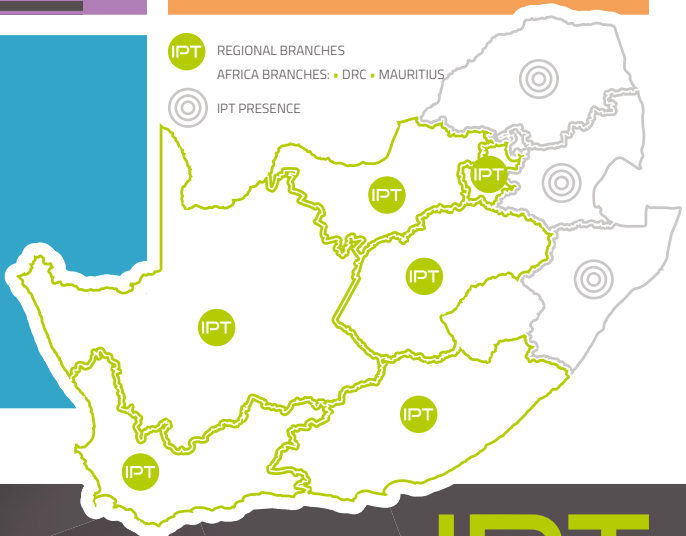 IPT REGIONAL BRANCHES
AFRICA BRANCHES: • DRC • MAURITIUS
IPT PRESENCE
IPT
IPT
IPT
IPT
IPT
IPT
IPT